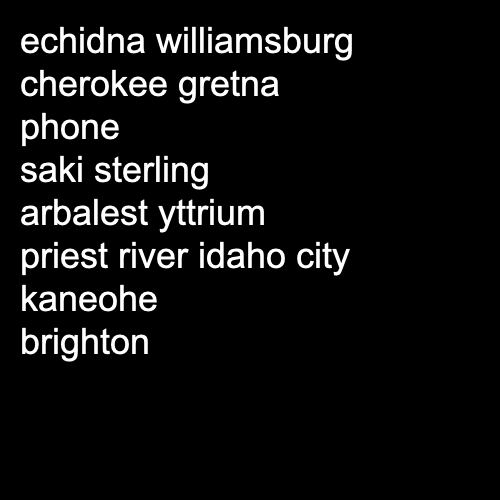 echidna williamsburg
cherokee gretna
phone
saki sterling
arbalest yttrium
priest river idaho city
kaneohe
brighton